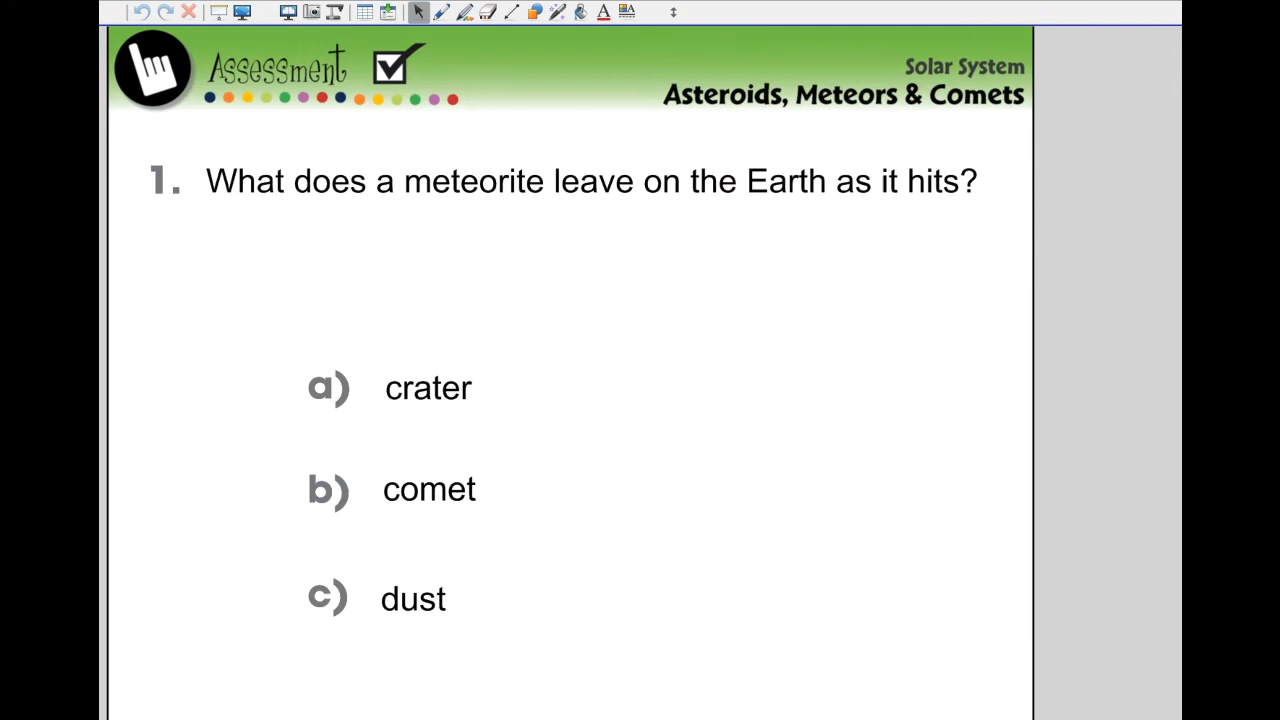 Assessment
Solar System
Asteroids, Meteors & Comets
1. What does a meteorite leave on the Earth as it hits?
a) crater
b) comet
c) dust